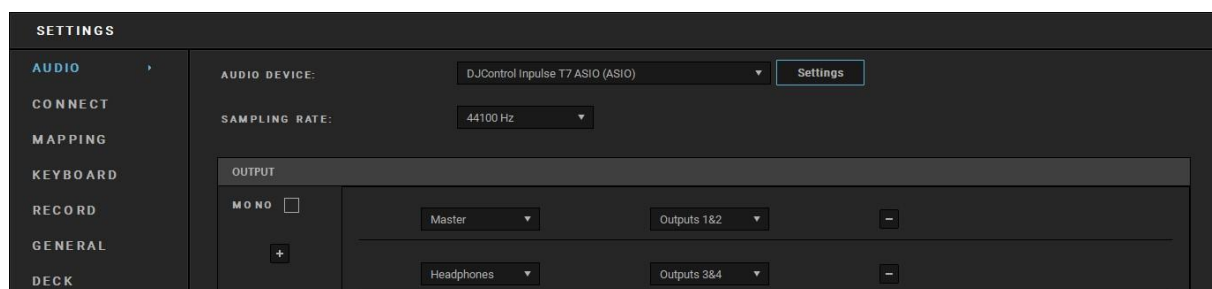 SETTINGS
AUDIO
CONNECT
MAPPING
KEYBOARD
RECORD
GENERAL
DECK
AUDIO DEVICE: DJControl Inpulse T7 ASIO (ASIO) Settings
SAMPLING RATE: 44100 Hz
OUTPUT
MONO
+
Master Outputs 1&2 −
Headphones Outputs 3&4 −